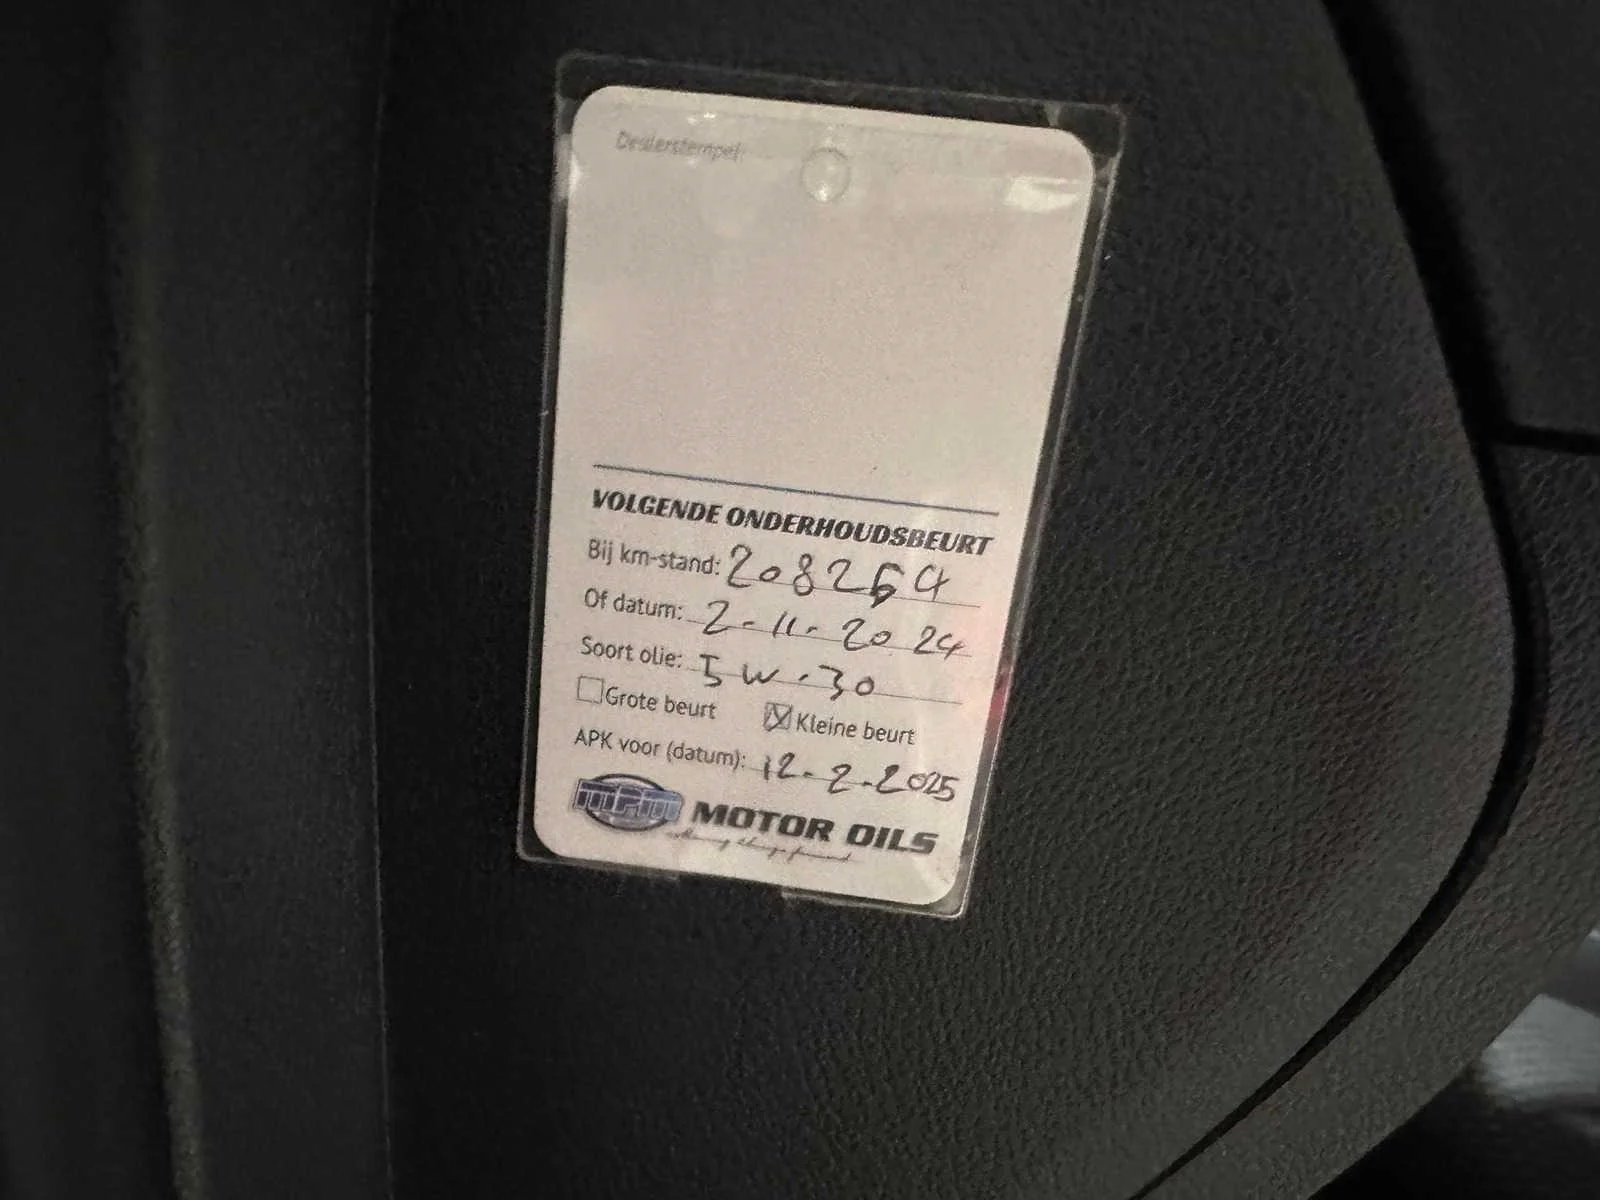 Dealerstempel:
VOLGENDE ONDERHOUDSBEURT
Bij km-stand: 208264
Of datum: 2-11-2024
Soort olie: 5W-30
Grote beurt Kleine beurt
APK voor (datum): 12-2-2025
MPM MOTOR OILS